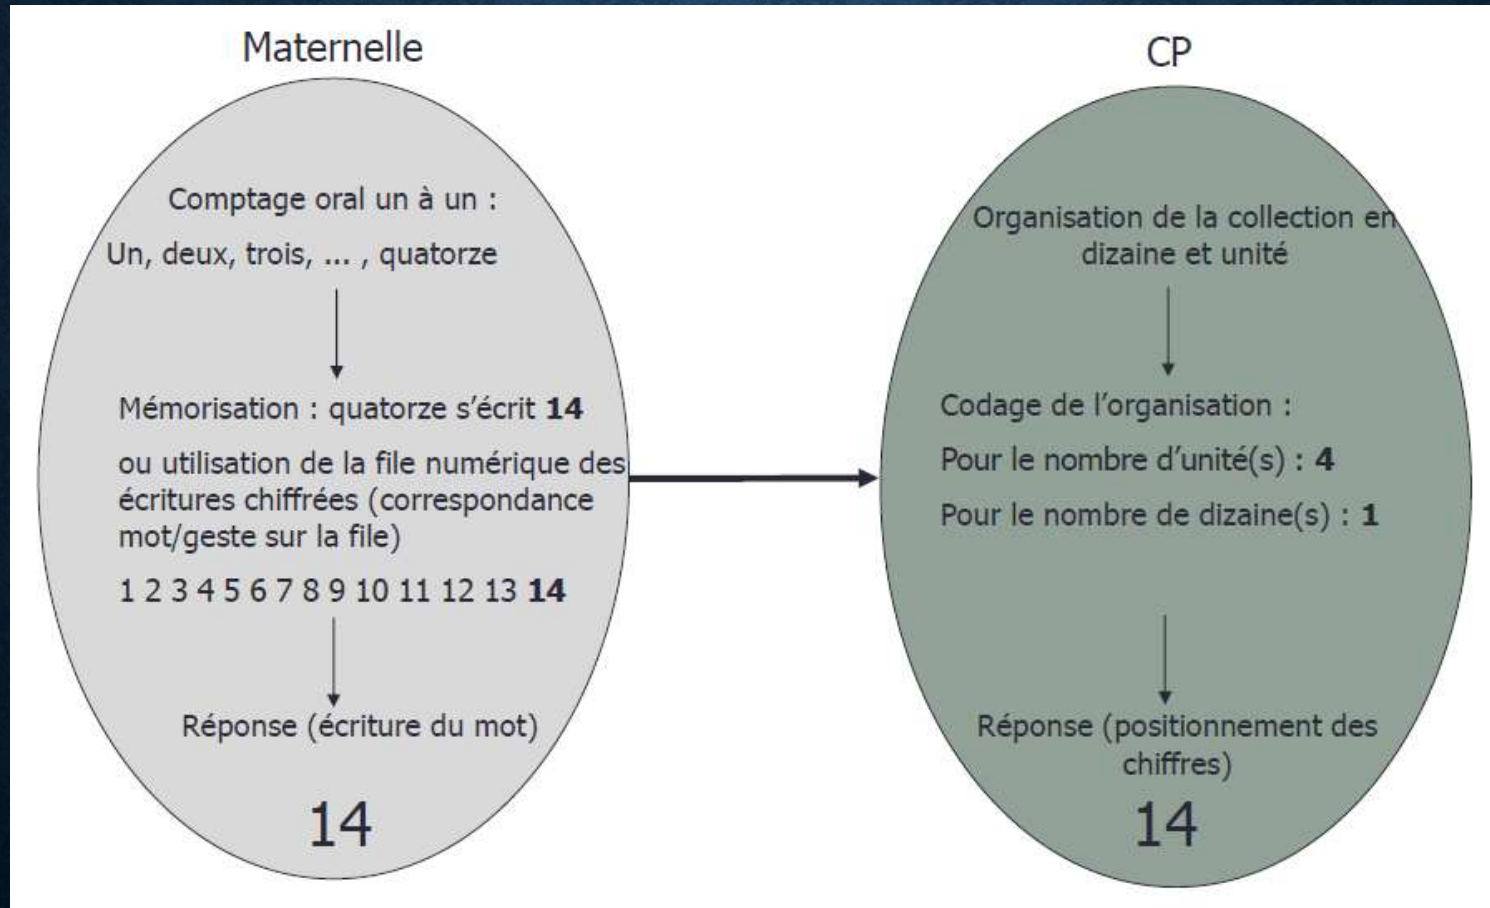 Maternelle
Comptage oral un à un :
Un, deux, trois, ... , quatorze
Mémorisation : quatorze s’écrit 14
ou utilisation de la file numérique des
écritures chiffrées (correspondance
mot/geste sur la file)
1 2 3 4 5 6 7 8 9 10 11 12 13 14
Réponse (écriture du mot)
14
CP
Organisation de la collection en
dizaine et unité
Codage de l’organisation :
Pour le nombre d’unité(s) : 4
Pour le nombre de dizaine(s) : 1
Réponse (positionnement des
chiffres)
14